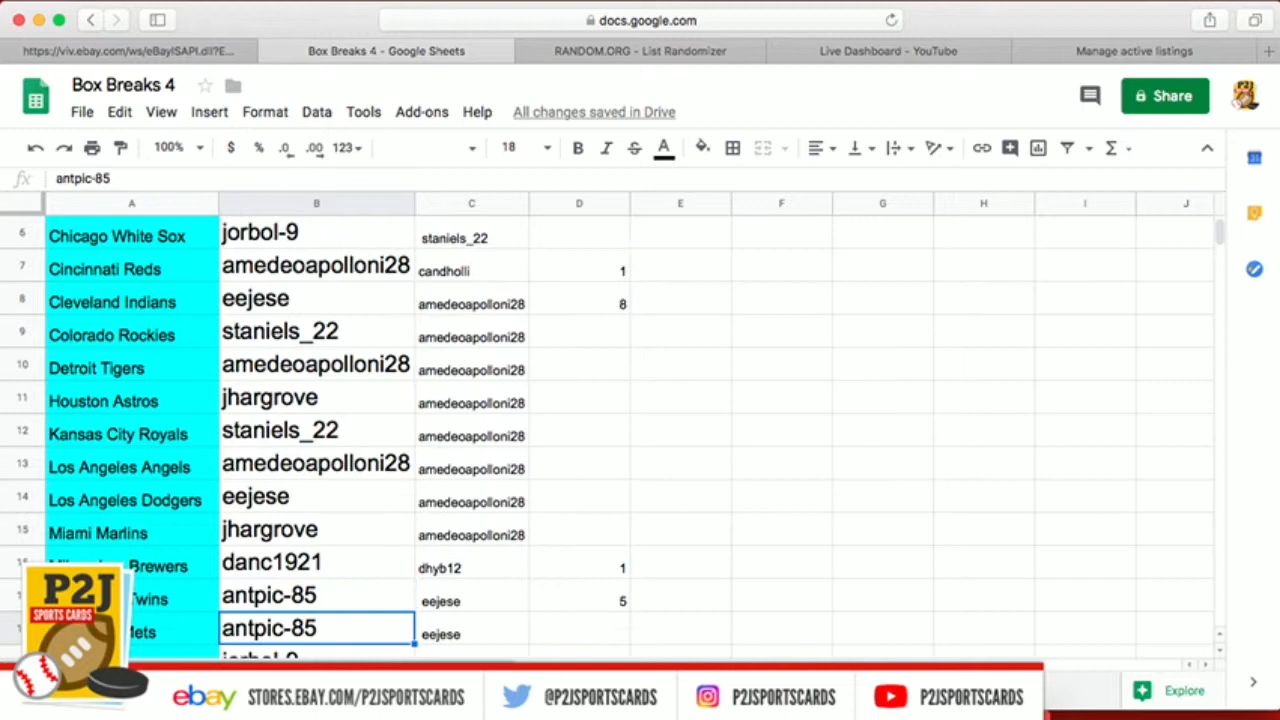 docs.google.com
https://viv.ebay.com/ws/eBayISAPI.dll?E...
Box Breaks 4 - Google Sheets
RANDOM.ORG - List Randomizer
Live Dashboard - YouTube
Manage active listings
Box Breaks 4
File Edit View Insert Format Data Tools Add-ons Help All changes saved in Drive
Share
100% $ % .0 .00 123 18 B I S A Σ
fx antpic-85
A B C D E F G H I J
6 Chicago White Sox jorbol-9 staniels_22
7 Cincinnati Reds amedeoapolloni28 candholli 1
8 Cleveland Indians eejese amedeoapolloni28 8
9 Colorado Rockies staniels_22 amedeoapolloni28
10 Detroit Tigers amedeoapolloni28 amedeoapolloni28
11 Houston Astros jhargrove amedeoapolloni28
12 Kansas City Royals staniels_22 amedeoapolloni28
13 Los Angeles Angels amedeoapolloni28 amedeoapolloni28
14 Los Angeles Dodgers eejese amedeoapolloni28
15 Miami Marlins jhargrove amedeoapolloni28
Brewers danc1921 dhyb12 1
Twins antpic-85 eejese 5
Mets antpic-85 eejese
P2J
SPORTS CARDS
ebay STORES.EBAY.COM/P2JSPORTSCARDS @P2JSPORTSCARDS P2JSPORTSCARDS P2JSPORTSCARDS
Explore